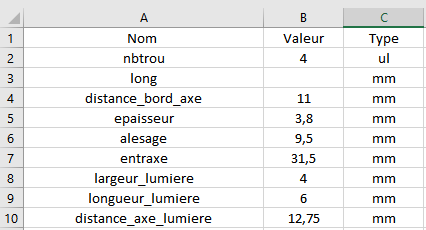 A B C
1 Nom Valeur Type
2 nbtrou 4 ul
3 long mm
4 distance_bord_axe 11 mm
5 epaisseur 3,8 mm
6 alesage 9,5 mm
7 entraxe 31,5 mm
8 largeur_lumiere 4 mm
9 longueur_lumiere 6 mm
10 distance_axe_lumiere 12,75 mm